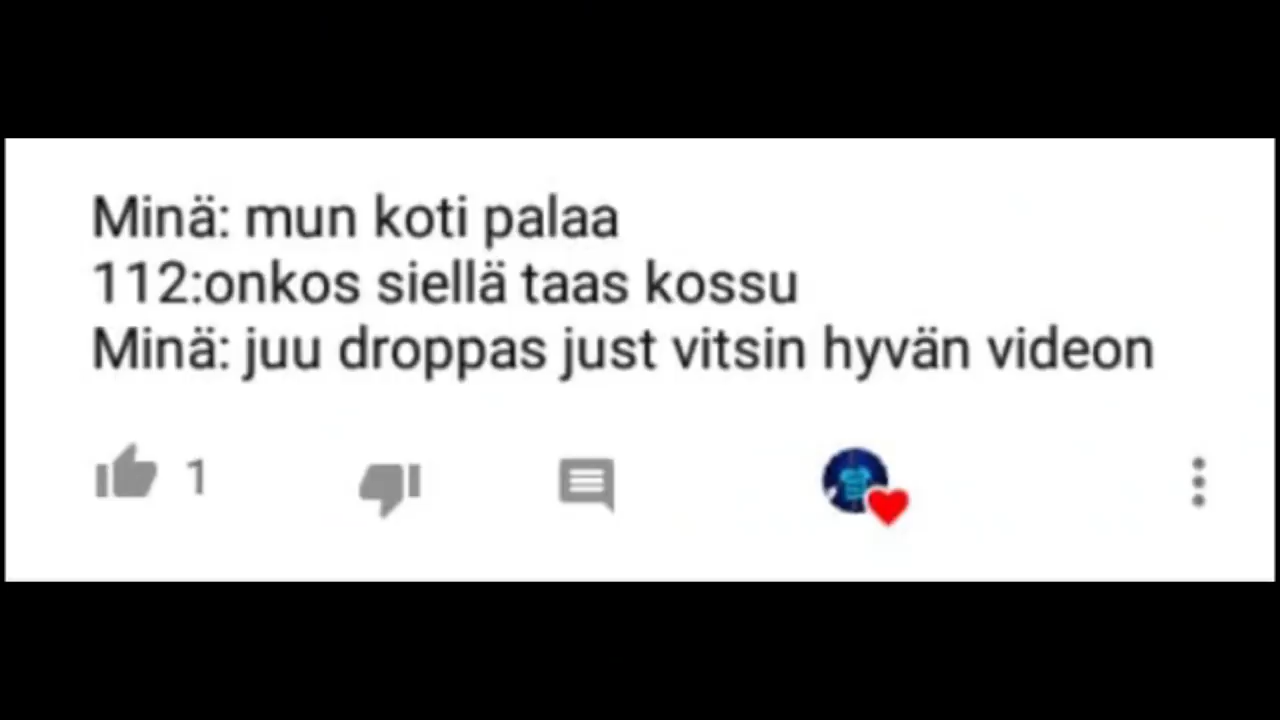 Minä: mun koti palaa
112:onkos siellä taas kossu
Minä: juu droppas just vitsin hyvän videon
1